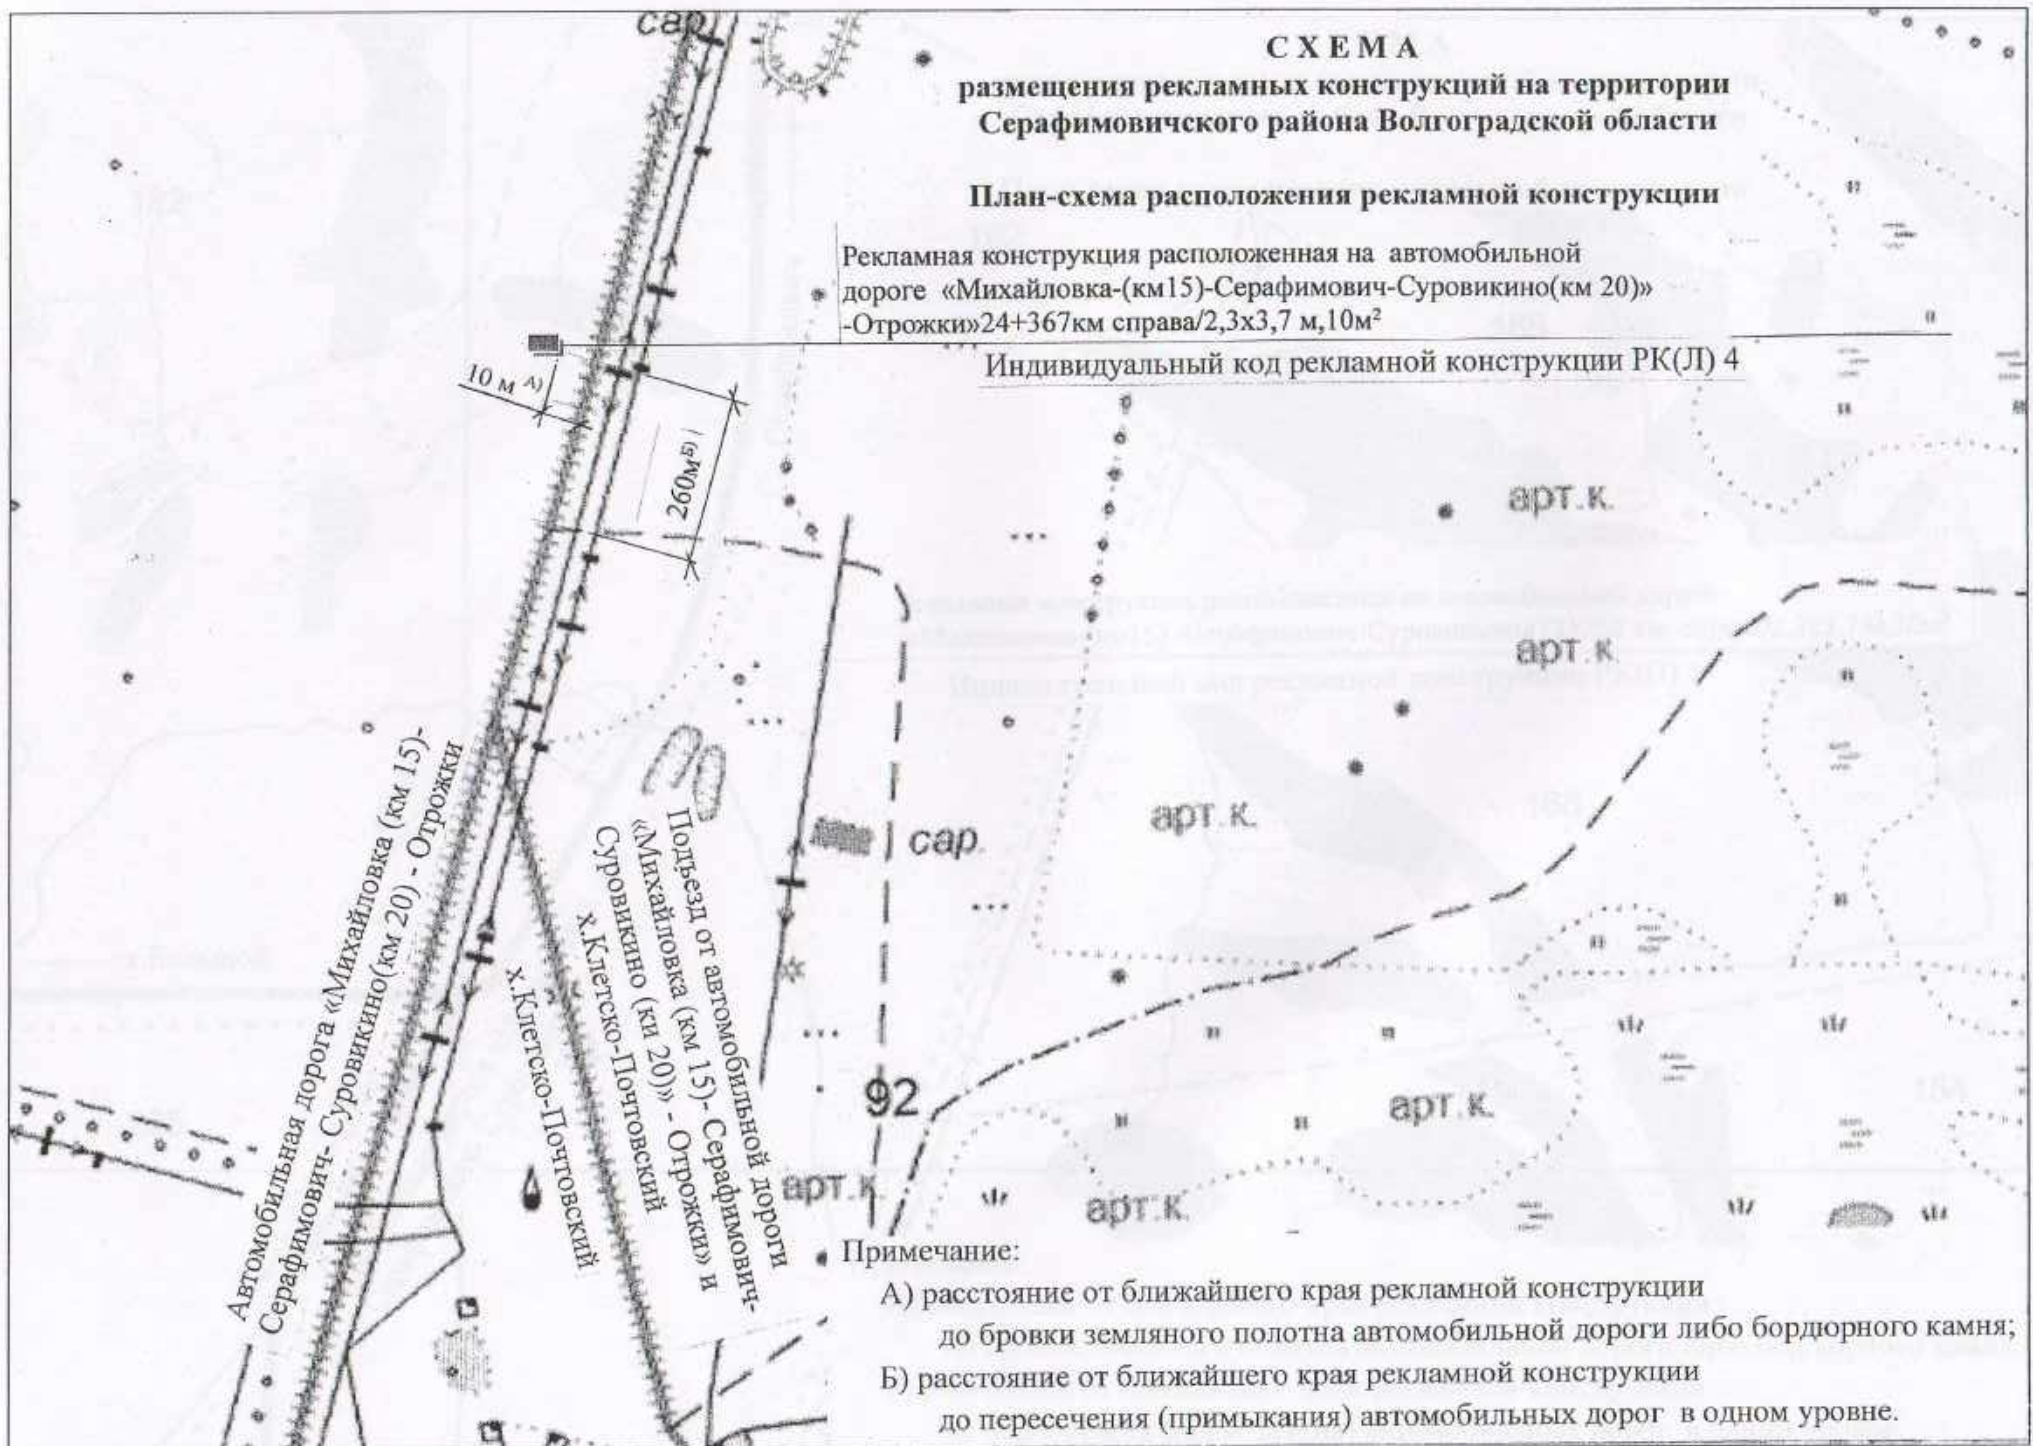 сар
СХЕМА
размещения рекламных конструкций на территории
Серафимовичского района Волгоградской области
План-схема расположения рекламной конструкции
Рекламная конструкция расположенная на автомобильной
дороге «Михайловка-(км15)-Серафимович-Суровикино(км 20)»
-Отрожки»24+367км справа/2,3х3,7 м,10м²
Индивидуальный код рекламной конструкции РК(Л) 4
10 м А)
260м Б)
арт.к.
арт.к
арт.к.
сар.
Автомобильная дорога «Михайловка (км 15)-
Серафимович- Суровикино(км 20) - Отрожки
Подъезд от автомобильной дороги
«Михайловка (км 15)- Серафимович-
Суровикино (ки 20)» - Отрожки» и
х.Клетско-Почтовский
х.Клетско-Почтовский
92
арт.к.
арт.к.
арт.к.
Примечание:
А) расстояние от ближайшего края рекламной конструкции
до бровки земляного полотна автомобильной дороги либо бордюрного камня;
Б) расстояние от ближайшего края рекламной конструкции
до пересечения (примыкания) автомобильных дорог в одном уровне.